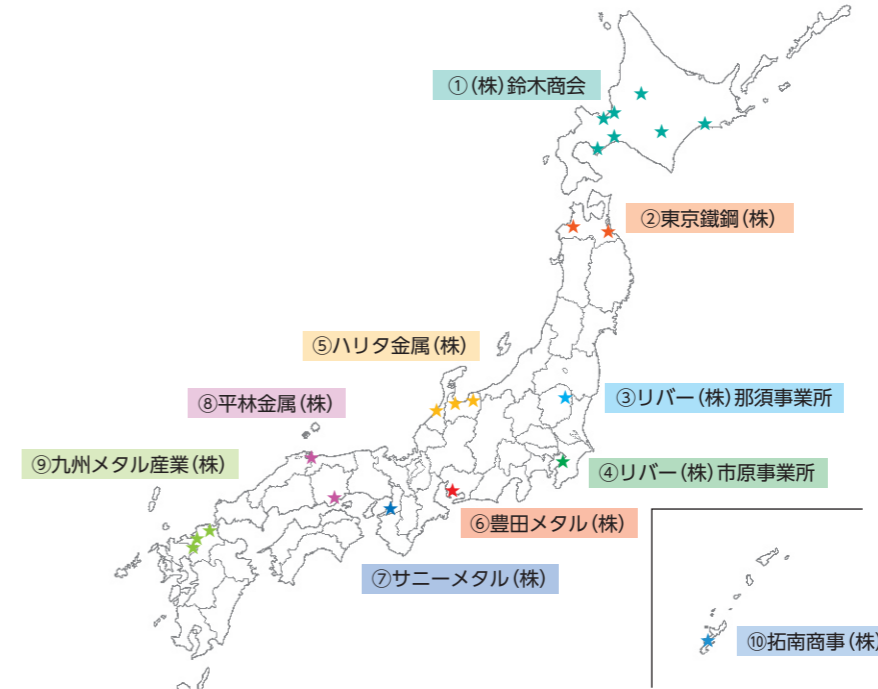 ①(株)鈴木商会
②東京鐵鋼(株)
⑤ハリタ金属(株)
⑧平林金属(株)
③リバー(株)那須事業所
⑨九州メタル産業(株)
④リバー(株)市原事業所
⑥豊田メタル(株)
⑦サニーメタル(株)
⑩拓南商事(株)